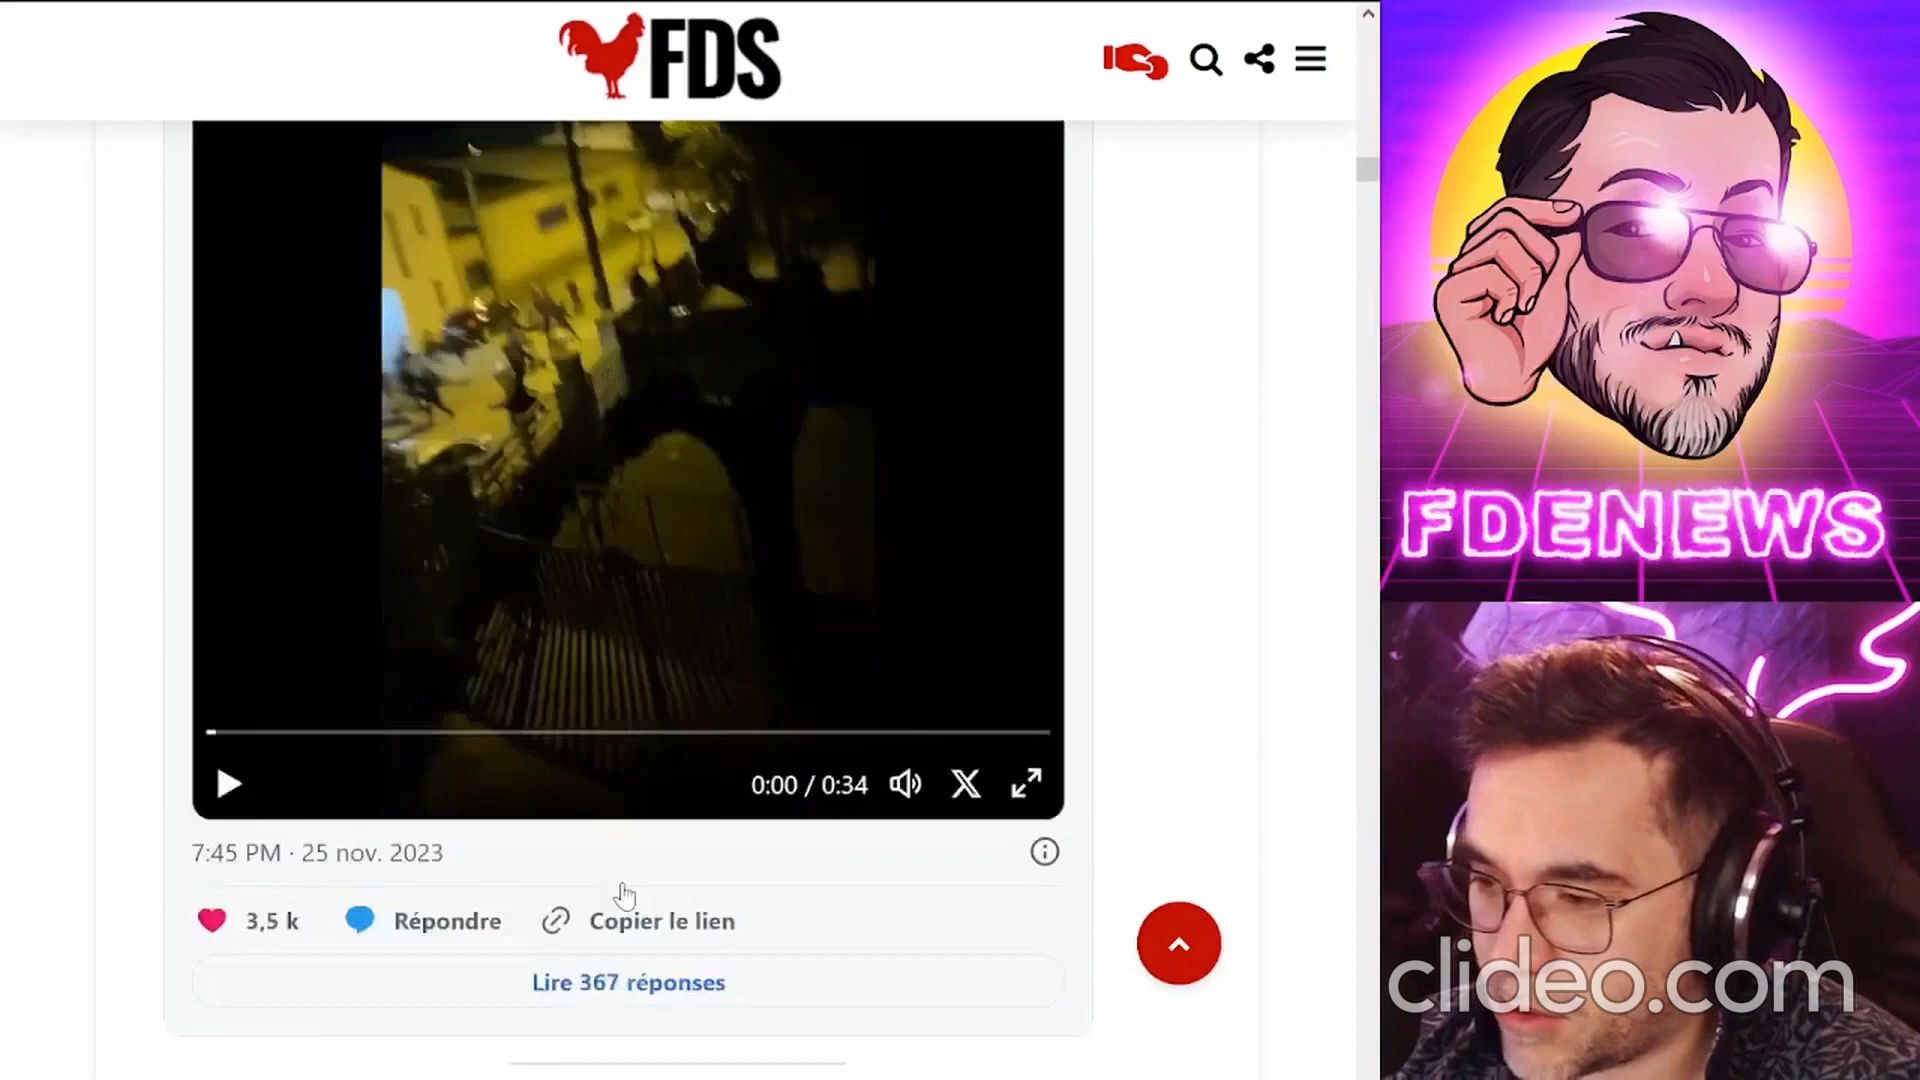 FDS
0:00 / 0:34
7:45 PM · 25 nov. 2023
3,5 k
Répondre
Copier le lien
Lire 367 réponses
FDENEWS
clideo.com